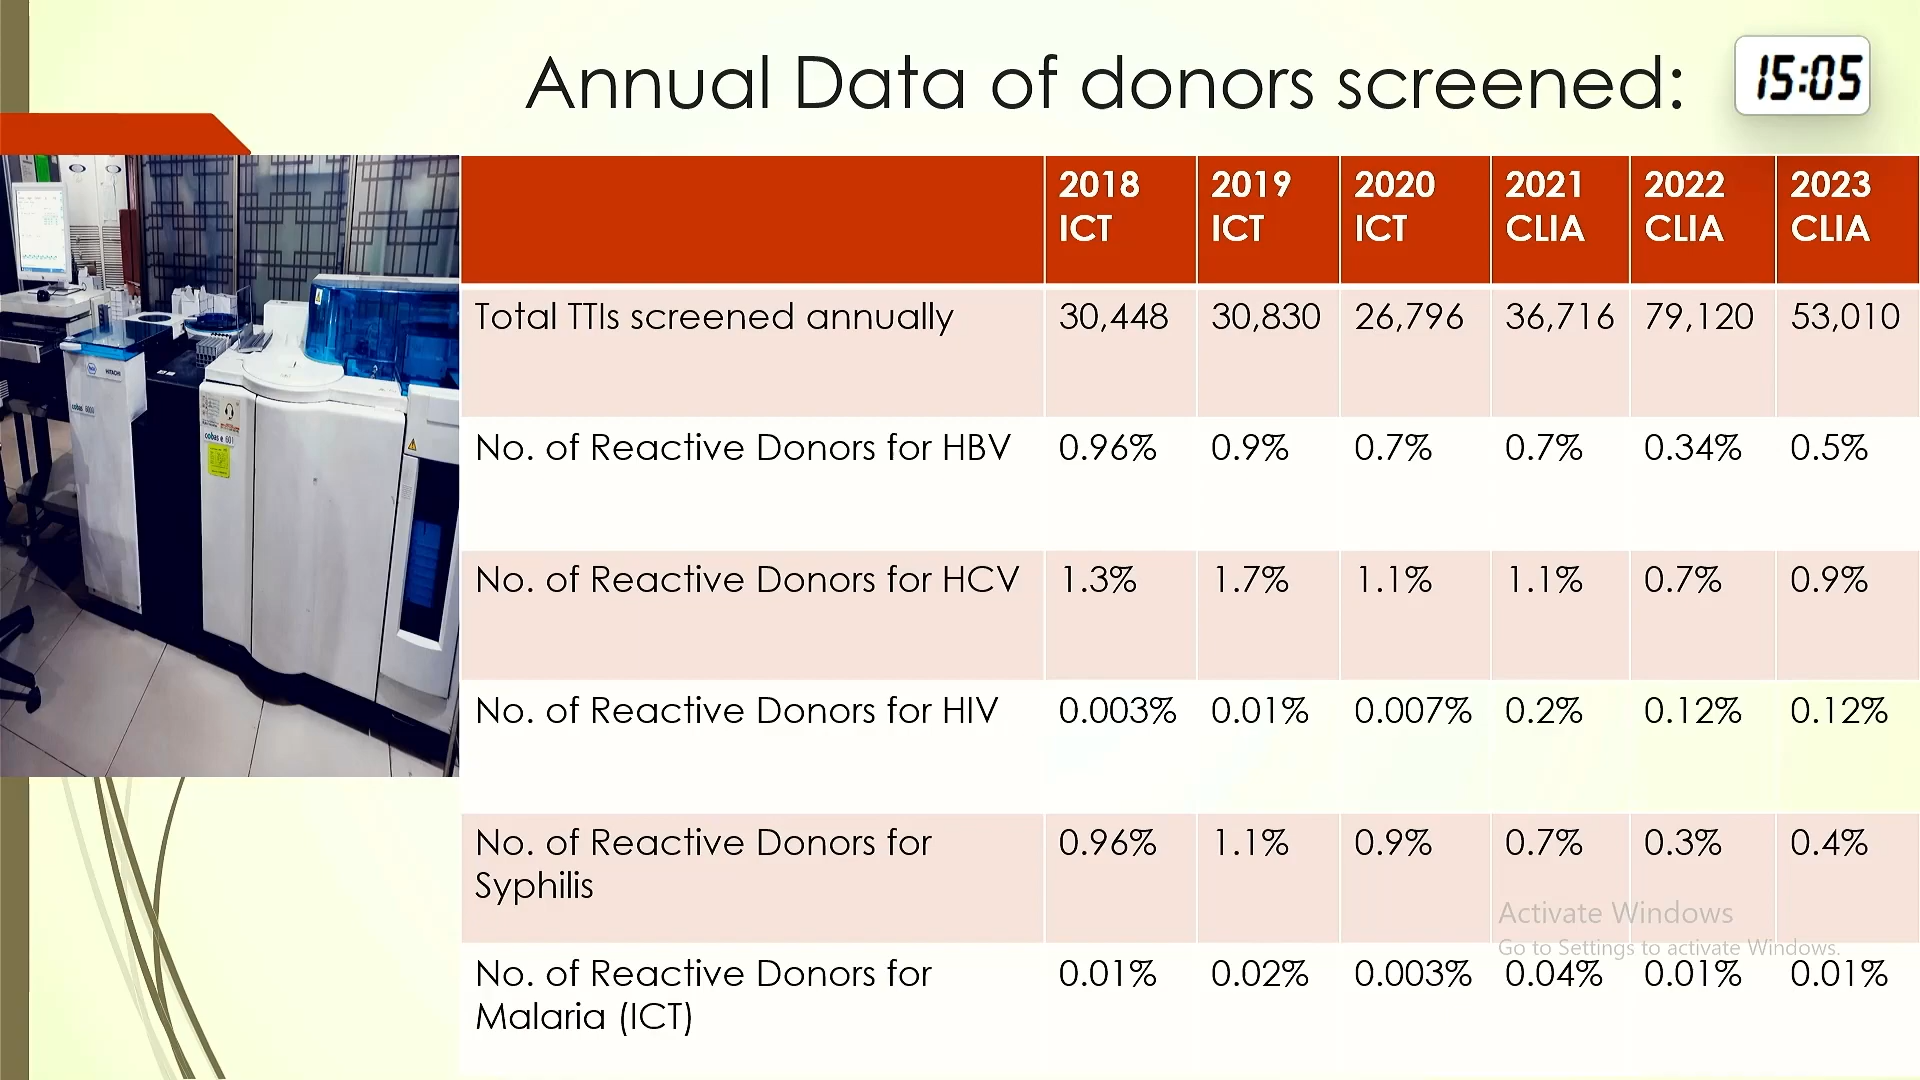 Annual Data of donors screened:
15:05
2018 ICT 2019 ICT 2020 ICT 2021 CLIA 2022 CLIA 2023 CLIA
Total TTIs screened annually 30,448 30,830 26,796 36,716 79,120 53,010
No. of Reactive Donors for HBV 0.96% 0.9% 0.7% 0.7% 0.34% 0.5%
No. of Reactive Donors for HCV 1.3% 1.7% 1.1% 1.1% 0.7% 0.9%
No. of Reactive Donors for HIV 0.003% 0.01% 0.007% 0.2% 0.12% 0.12%
No. of Reactive Donors for Syphilis 0.96% 1.1% 0.9% 0.7% 0.3% 0.4%
No. of Reactive Donors for Malaria (ICT) 0.01% 0.02% 0.003% 0.04% 0.01% 0.01%
Activate Windows
Go to Settings to activate Windows.
HITACHI
cobas 6000
cobas e 601